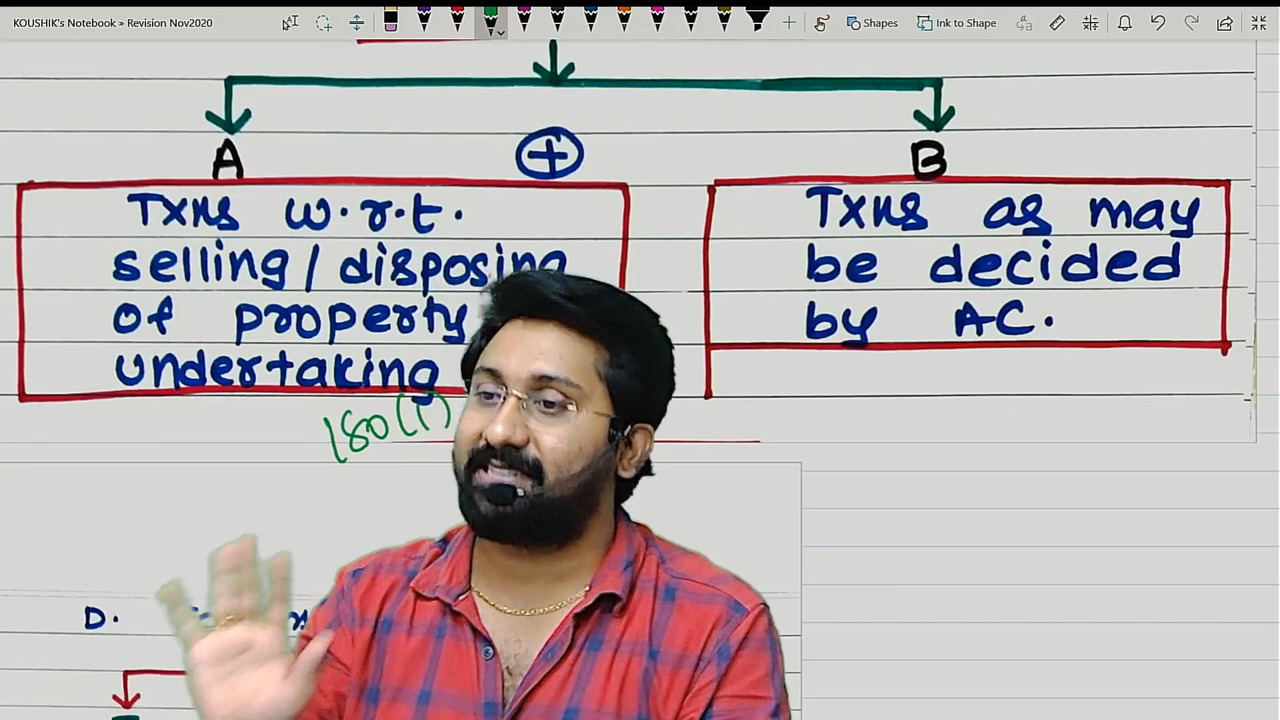 KOUSHIK's Notebook » Revision Nov2020
Shapes
Ink to Shape
A
+
B
Txns w.r.t.
selling / disposing
of property
undertaking
180(1)
Txns as may
be decided
by AC.
D.